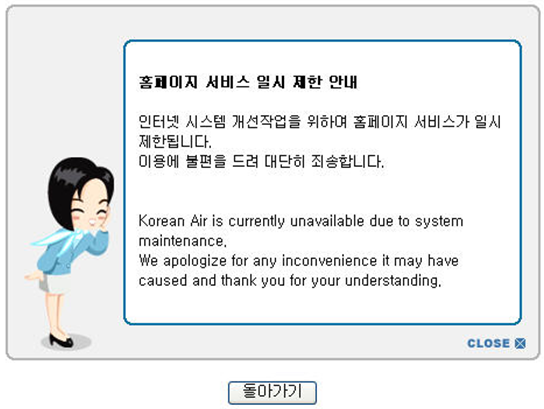 홈페이지 서비스 일시 제한 안내
인터넷 시스템 개선작업을 위하여 홈페이지 서비스가 일시
제한됩니다.
이용에 불편을 드려 대단히 죄송합니다.
Korean Air is currently unavailable due to system
maintenance.
We apologize for any inconvenience it may have
caused and thank you for your understanding.
CLOSE
돌아가기